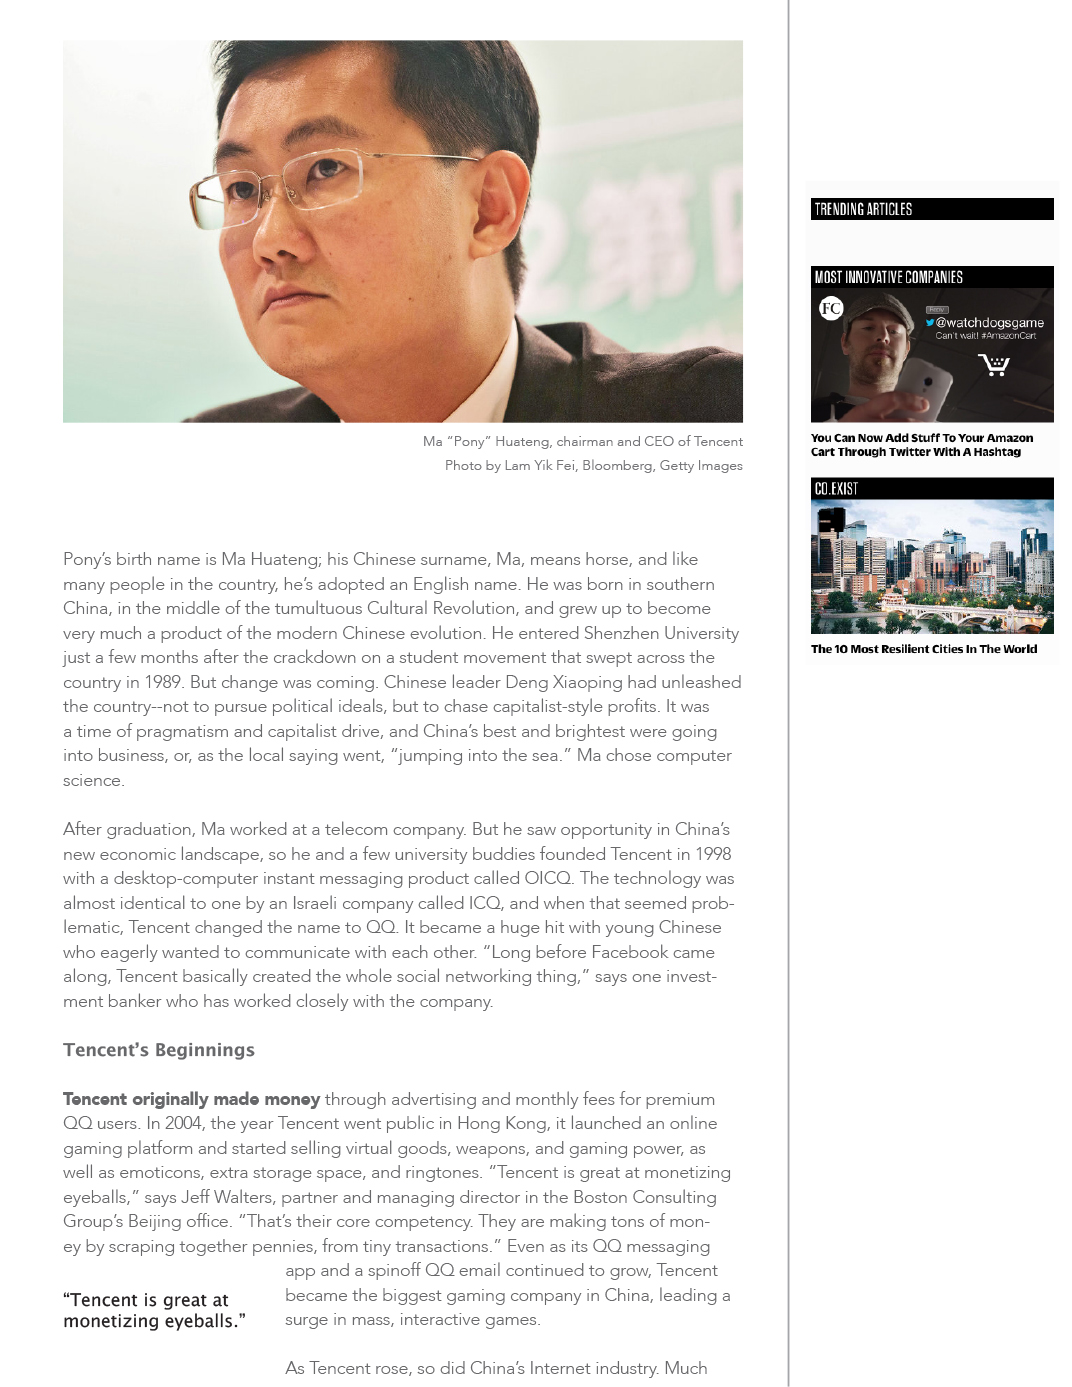 Ma “Pony” Huateng, chairman and CEO of Tencent
Photo by Lam Yik Fei, Bloomberg, Getty Images
Pony’s birth name is Ma Huateng; his Chinese surname, Ma, means horse, and like
many people in the country, he’s adopted an English name. He was born in southern
China, in the middle of the tumultuous Cultural Revolution, and grew up to become
very much a product of the modern Chinese evolution. He entered Shenzhen University
just a few months after the crackdown on a student movement that swept across the
country in 1989. But change was coming. Chinese leader Deng Xiaoping had unleashed
the country--not to pursue political ideals, but to chase capitalist-style profits. It was
a time of pragmatism and capitalist drive, and China’s best and brightest were going
into business, or, as the local saying went, “jumping into the sea.” Ma chose computer
science.
After graduation, Ma worked at a telecom company. But he saw opportunity in China’s
new economic landscape, so he and a few university buddies founded Tencent in 1998
with a desktop-computer instant messaging product called OICQ. The technology was
almost identical to one by an Israeli company called ICQ, and when that seemed prob-
lematic, Tencent changed the name to QQ. It became a huge hit with young Chinese
who eagerly wanted to communicate with each other. “Long before Facebook came
along, Tencent basically created the whole social networking thing,” says one invest-
ment banker who has worked closely with the company.
Tencent’s Beginnings
Tencent originally made money through advertising and monthly fees for premium
QQ users. In 2004, the year Tencent went public in Hong Kong, it launched an online
gaming platform and started selling virtual goods, weapons, and gaming power, as
well as emoticons, extra storage space, and ringtones. “Tencent is great at monetizing
eyeballs,” says Jeff Walters, partner and managing director in the Boston Consulting
Group’s Beijing office. “That’s their core competency. They are making tons of mon-
ey by scraping together pennies, from tiny transactions.” Even as its QQ messaging
app and a spinoff QQ email continued to grow, Tencent
became the biggest gaming company in China, leading a
surge in mass, interactive games.
“Tencent is great at
monetizing eyeballs.”
As Tencent rose, so did China’s Internet industry. Much
TRENDING ARTICLES
MOST INNOVATIVE COMPANIES
FC
@watchdogsgame
Can't wait! #AmazonCart
You Can Now Add Stuff To Your Amazon
Cart Through Twitter With A Hashtag
CO.EXIST
The 10 Most Resilient Cities In The World